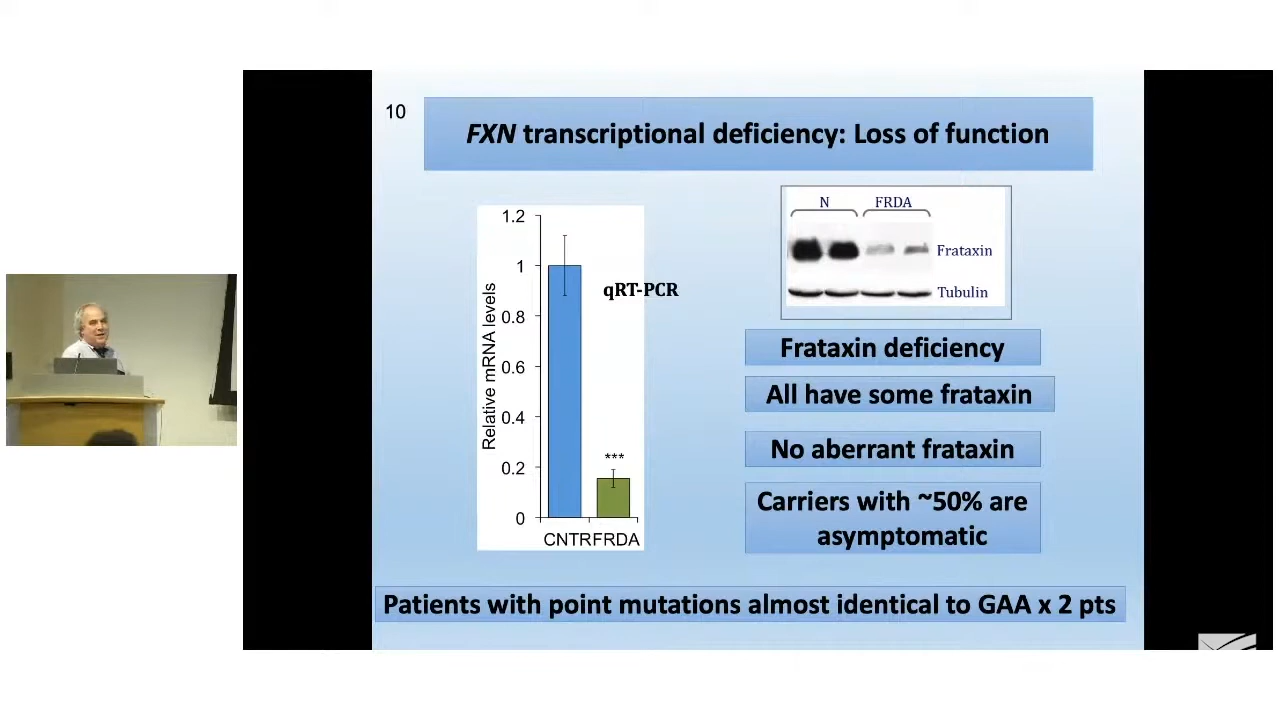 10
FXN transcriptional deficiency: Loss of function
Relative mRNA levels
1.2
1
0.8
0.6
0.4
0.2
0
qRT-PCR
***
CNTR
FRDA
N
FRDA
Frataxin
Tubulin
Frataxin deficiency
All have some frataxin
No aberrant frataxin
Carriers with ~50% are
asymptomatic
Patients with point mutations almost identical to GAA x 2 pts